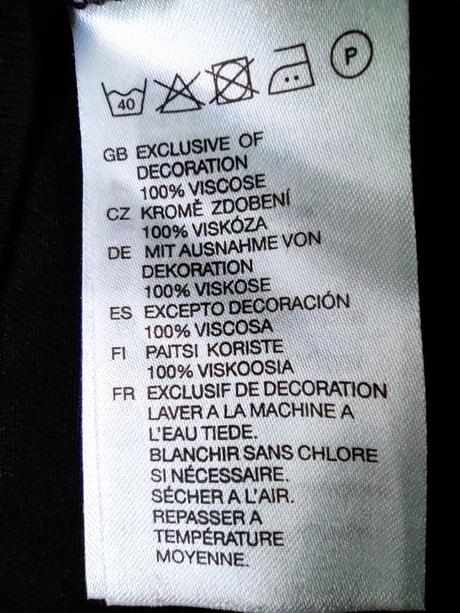 40 P
GB EXCLUSIVE OF
DECORATION
100% VISCOSE
CZ KROMĚ ZDOBENÍ
100% VISKÓZA
DE MIT AUSNAHME VON
DEKORATION
100% VISKOSE
ES EXCEPTO DECORACIÓN
100% VISCOSA
FI PAITSI KORISTE
100% VISKOOSIA
FR EXCLUSIF DE DECORATION
LAVER A LA MACHINE A
L'EAU TIEDE.
BLANCHIR SANS CHLORE
SI NÉCESSAIRE.
SÉCHER A L'AIR.
REPASSER A
TEMPÉRATURE
MOYENNE.